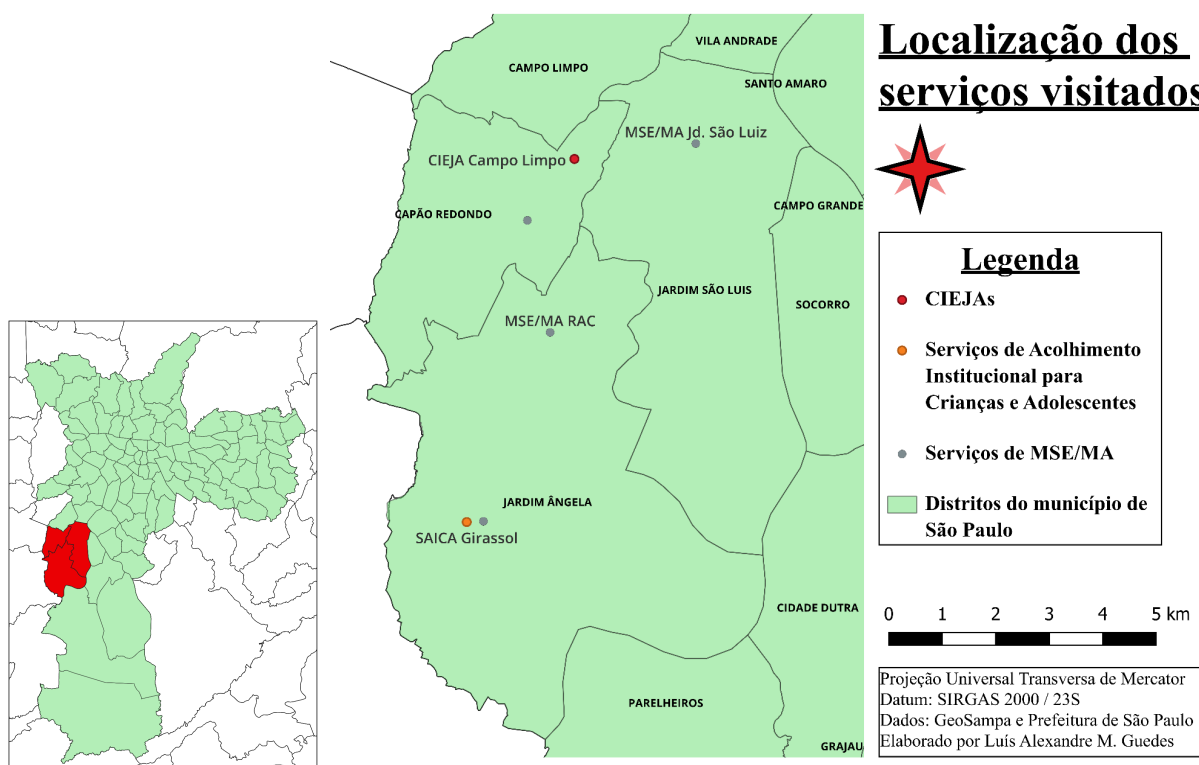 Localização dos
serviços visitados
VILA ANDRADE
CAMPO LIMPO
SANTO AMARO
MSE/MA Jd. São Luiz
CIEJA Campo Limpo
CAPÃO REDONDO
CAMPO GRANDE
JARDIM SÃO LUIS
SOCORRO
MSE/MA RAC
JARDIM ÂNGELA
SAICA Girassol
CIDADE DUTRA
PARELHEIROS
GRAJAU
Legenda
CIEJAs
Serviços de Acolhimento
Institucional para
Crianças e Adolescentes
Serviços de MSE/MA
Distritos do município de
São Paulo
0 1 2 3 4 5 km
Projeção Universal Transversa de Mercator
Datum: SIRGAS 2000 / 23S
Dados: GeoSampa e Prefeitura de São Paulo
Elaborado por Luís Alexandre M. Guedes